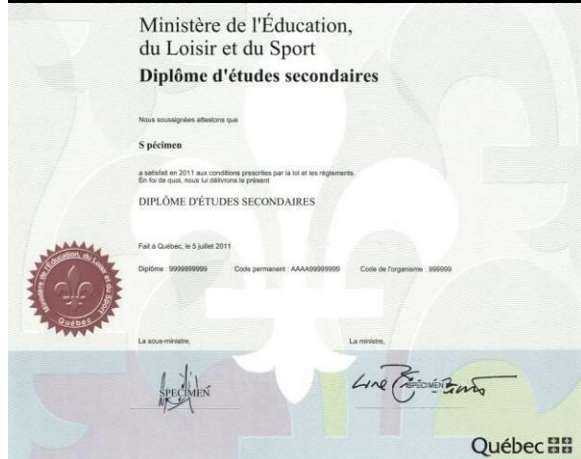 Ministère de l'Éducation,
du Loisir et du Sport
Diplôme d'études secondaires
Nous soussignées attestons que
S pécimen
a satisfait en 2011 aux conditions prescrites par la loi et les règlements.
En foi de quoi, nous lui délivrons le présent
DIPLÔME D'ÉTUDES SECONDAIRES
Fait à Québec, le 5 juillet 2011
Diplôme : 9999999999 Code permanent : AAAA99999999 Code de l'organisme : 999999
Ministère de l'Éducation, du Loisir et du Sport
Québec
La sous-ministre, La ministre,
SPÉCIMEN SPÉCIMEN
Québec